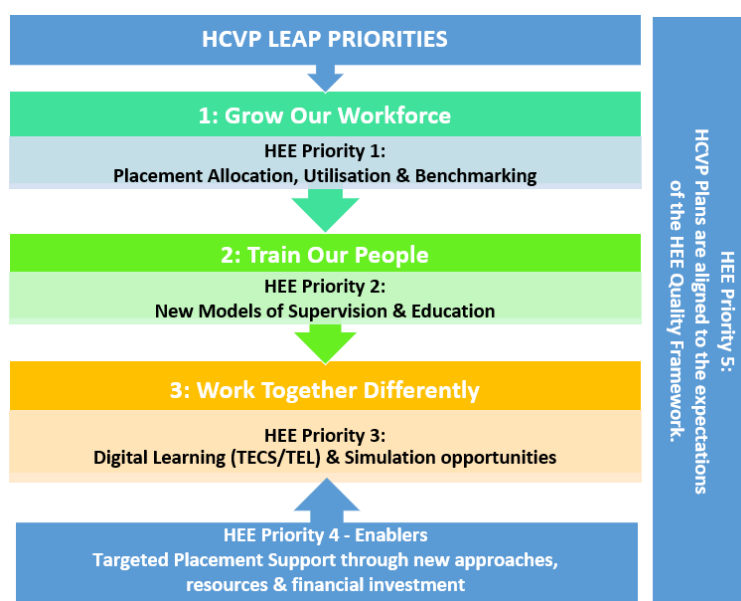 HCVP LEAP PRIORITIES
1: Grow Our Workforce
HEE Priority 1:
Placement Allocation, Utilisation & Benchmarking
2: Train Our People
HEE Priority 2:
New Models of Supervision & Education
3: Work Together Differently
HEE Priority 3:
Digital Learning (TECS/TEL) & Simulation opportunities
HEE Priority 4 - Enablers
Targeted Placement Support through new approaches,
resources & financial investment
HEE Priority 5:
HCVP Plans are aligned to the expectations
of the HEE Quality Framework.